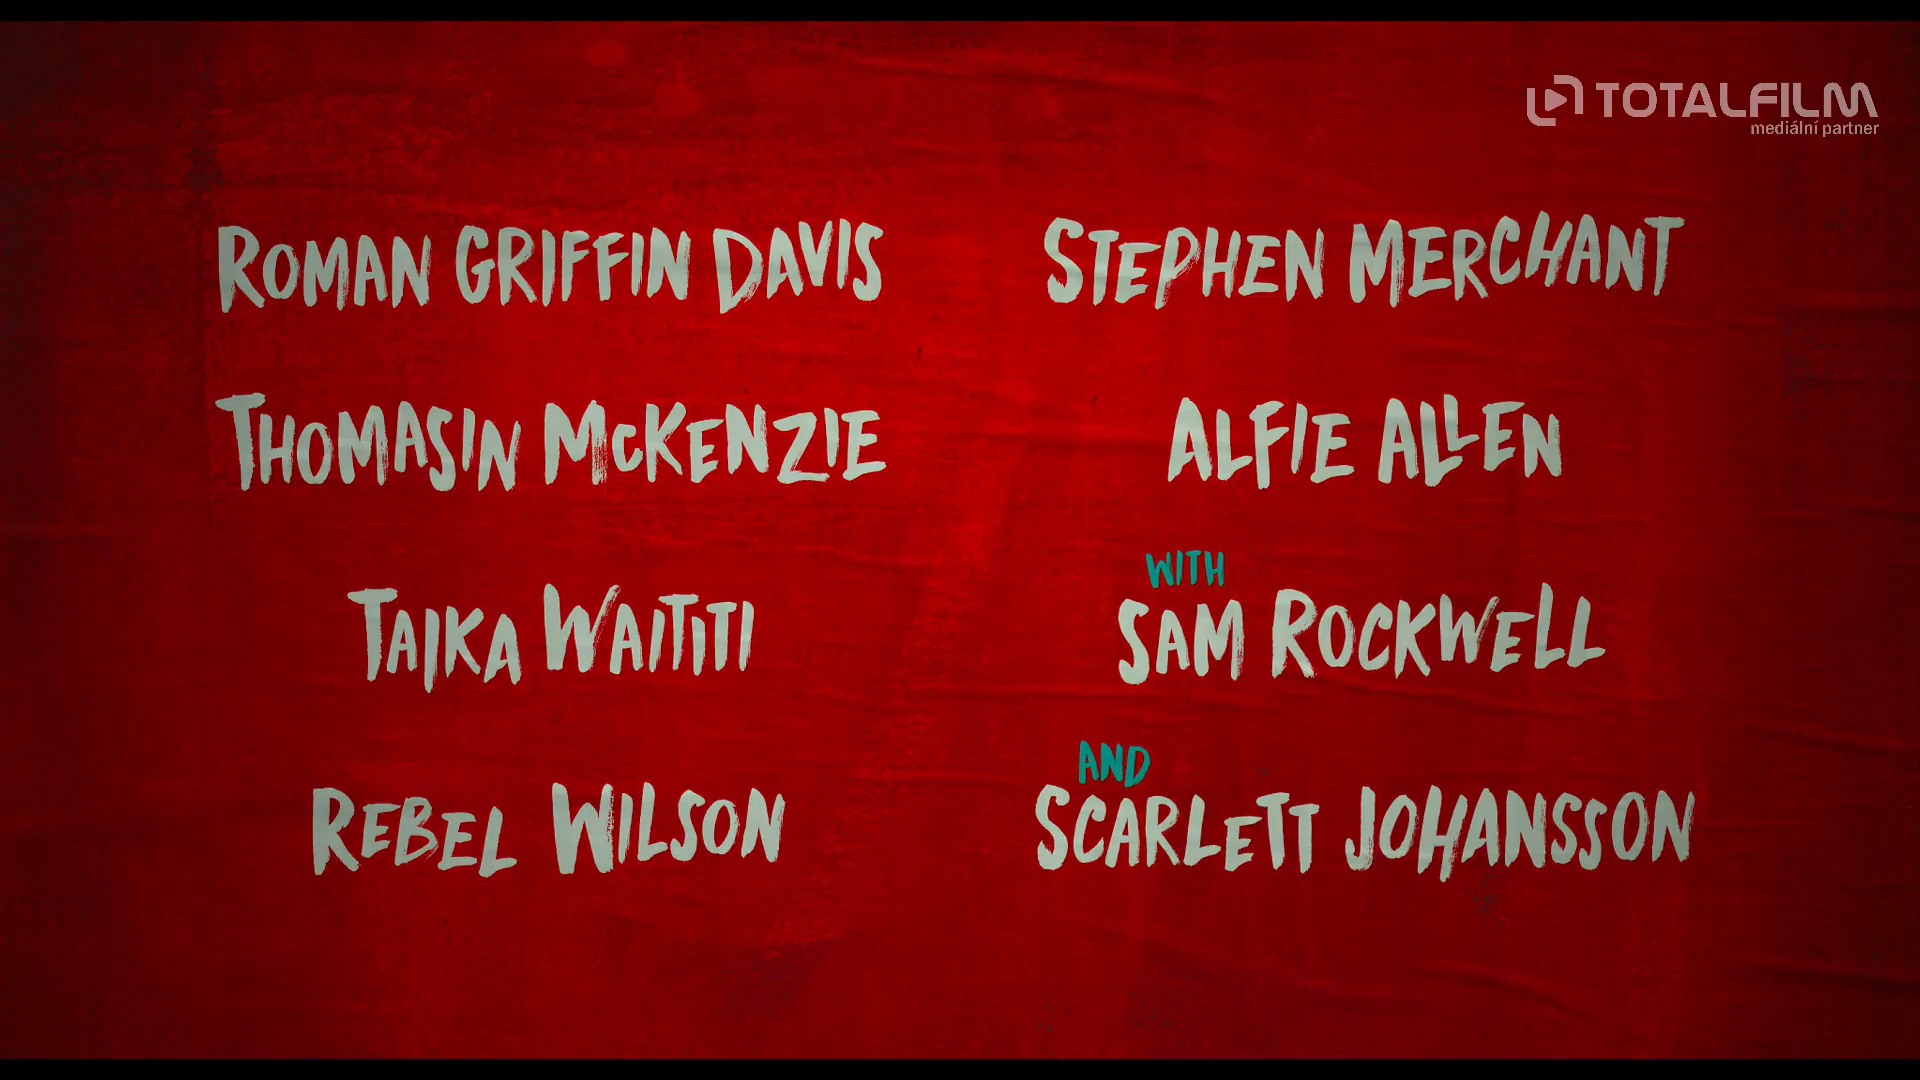 TOTALFILM
mediální partner
ROMAN GRIFFIN DAVIS
THOMASIN McKENZIE
TAIKA WAITITI
REBEL WILSON
STEPHEN MERCHANT
ALFIE ALLEN
WITH
SAM ROCKWELL
AND
SCARLETT JOHANSSON